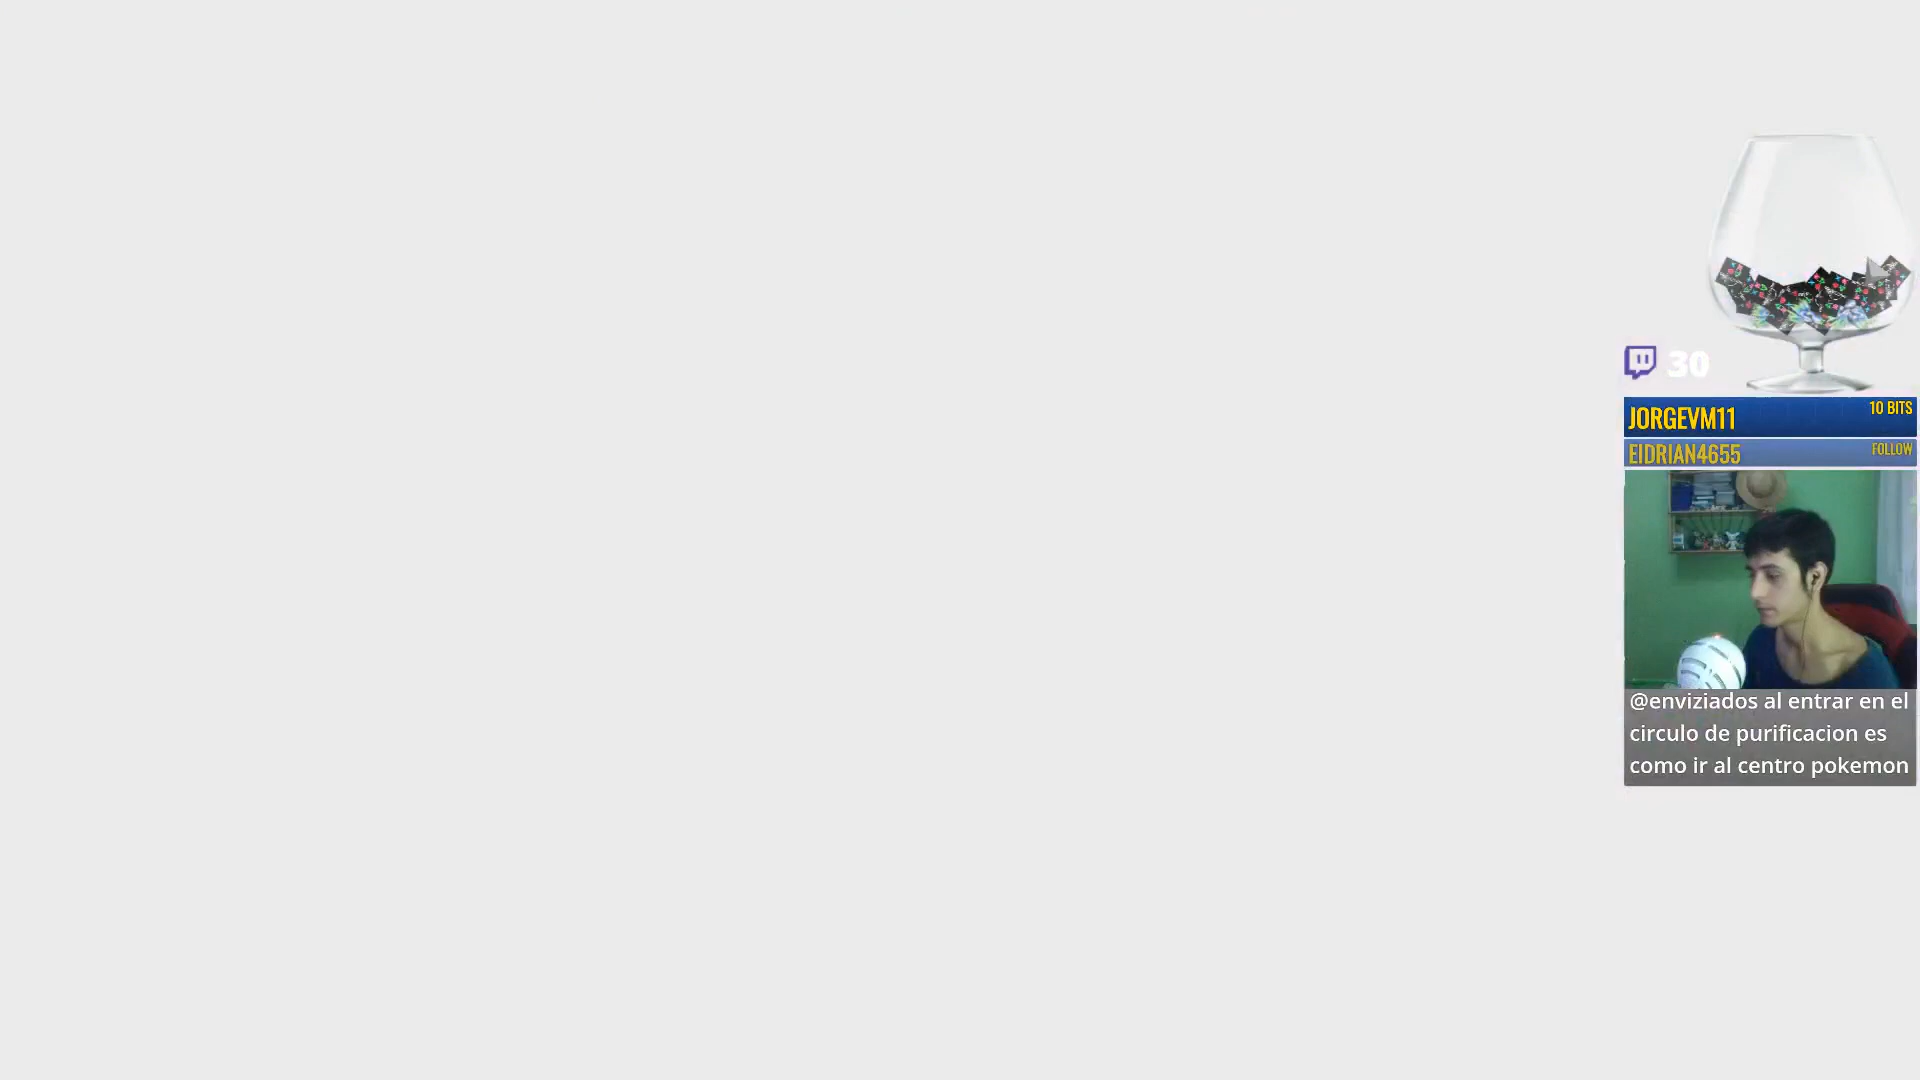 30
JORGEVM11
10 BITS
EIDRIAN4655
FOLLOW
@enviziados al entrar en el
circulo de purificacion es
como ir al centro pokemon